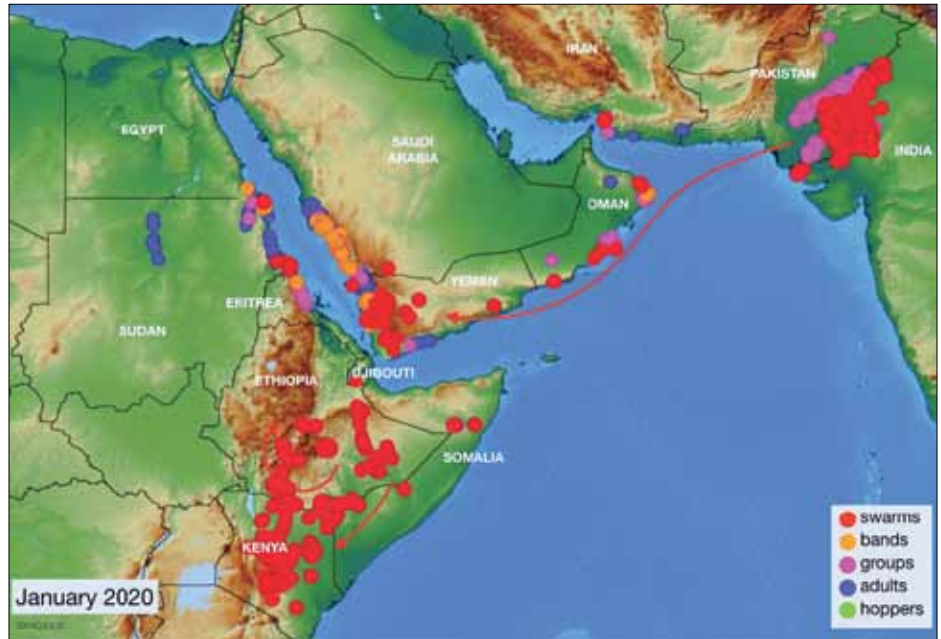 IRAN
PAKISTAN
EGYPT
SAUDI
ARABIA
INDIA
OMAN
YEMEN
ERITREA
SUDAN
DJIBOUTI
ETHIOPIA
SOMALIA
KENYA
swarms
bands
groups
adults
hoppers
January 2020